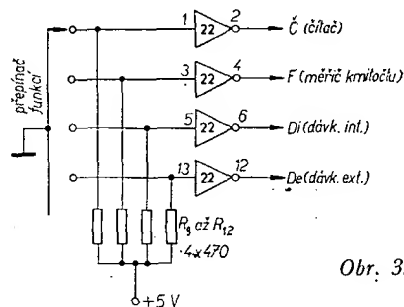 přepínač
funkcí
1 22 2 Č (čítač)
3 22 4 F (měřič kmitočtu)
5 22 6 Di (dávk. int.)
13 22 12 De (dávk. ext.)
R9 až R12
4×470
+5 V
Obr. 3.